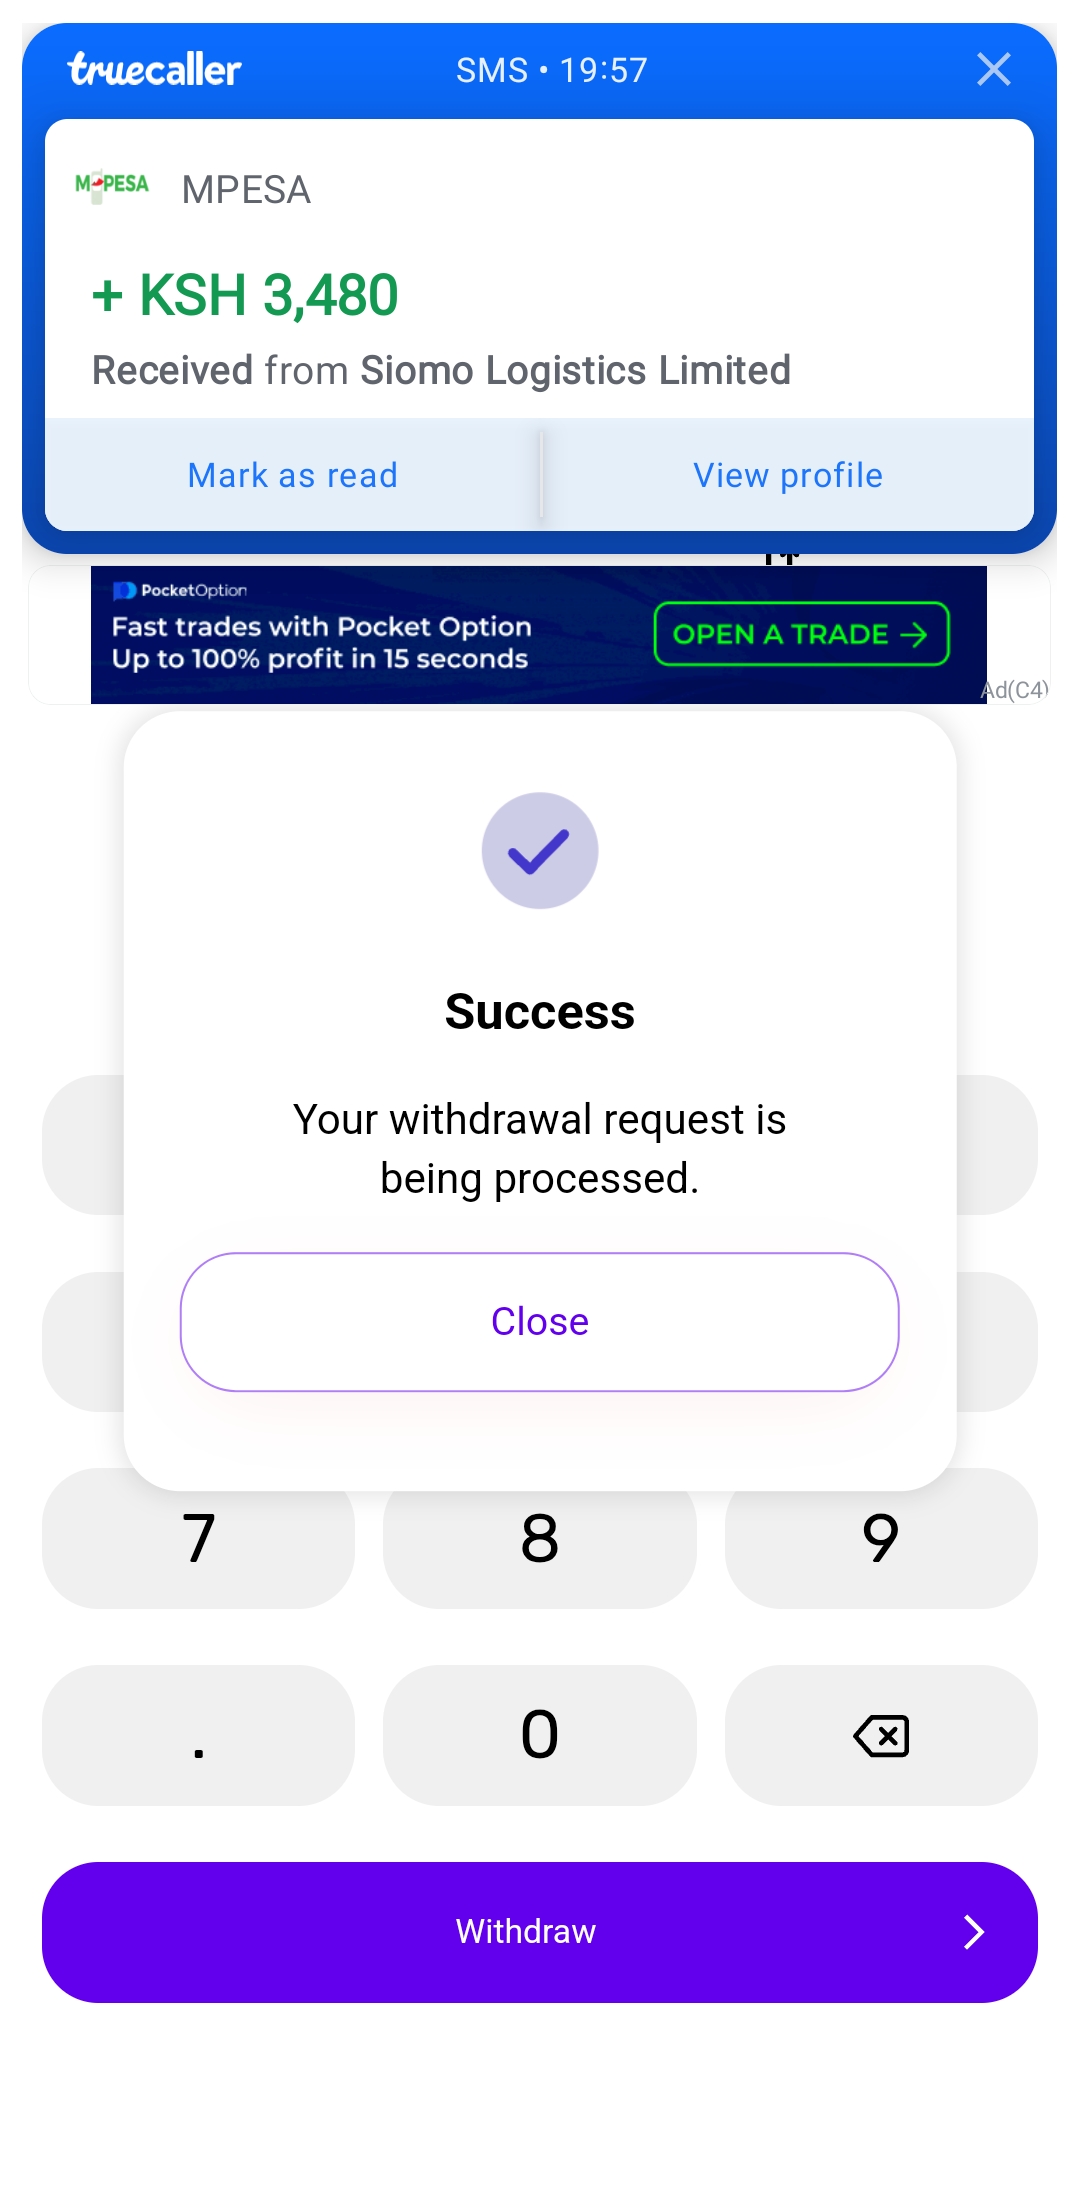 truecaller
SMS • 19:57
M-PESA
MPESA
+ KSH 3,480
Received from Siomo Logistics Limited
Mark as read
View profile
PocketOption
Fast trades with Pocket Option
Up to 100% profit in 15 seconds
OPEN A TRADE →
Ad(C4)
Success
Your withdrawal request is
being processed.
Close
7 8 9
. 0
Withdraw